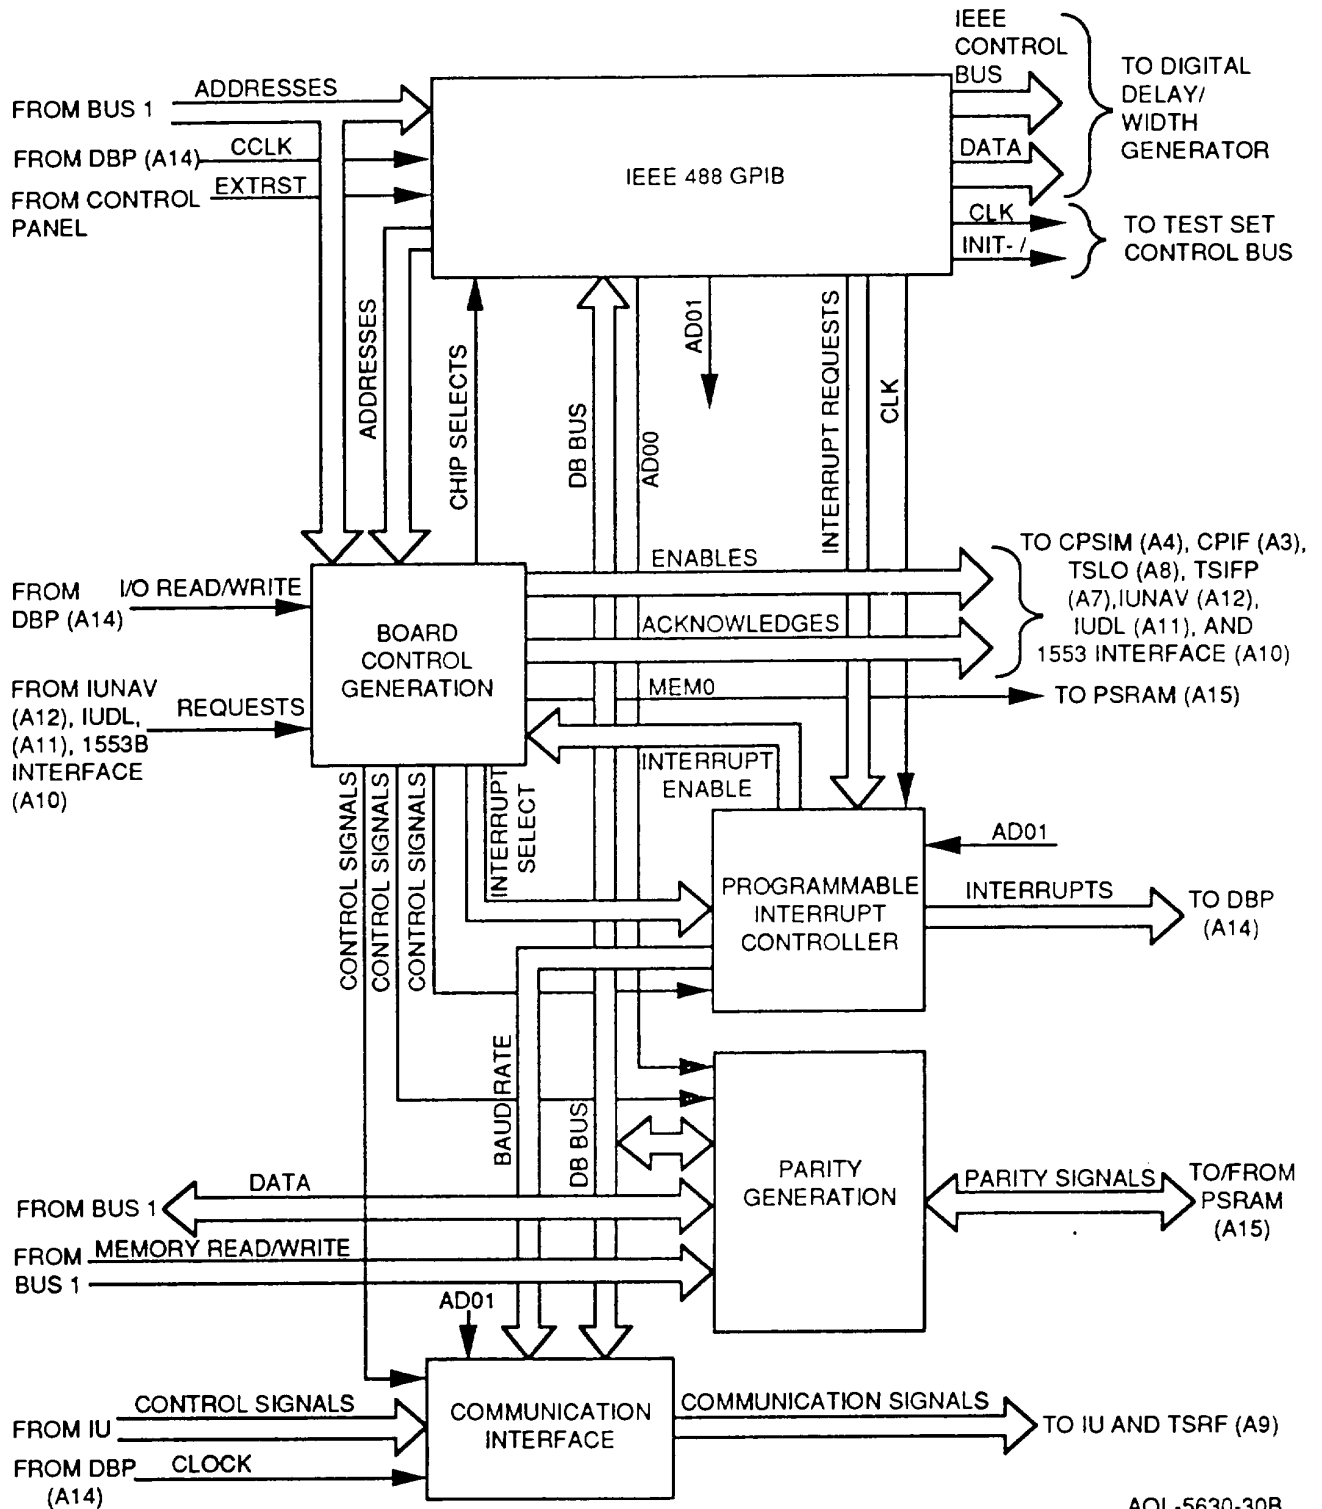 IEEE
CONTROL
BUS
TO DIGITAL
DELAY/
WIDTH
GENERATOR
DATA
ADDRESSES
FROM BUS 1
FROM DBP (A14)
CCLK
EXTRST
FROM CONTROL
PANEL
IEEE 488 GPIB
CLK
INIT- /
TO TEST SET
CONTROL BUS
ADDRESSES
CHIP SELECTS
DB BUS
AD00
AD01
INTERRUPT REQUESTS
CLK
FROM
DBP (A14)
I/O READ/WRITE
BOARD
CONTROL
GENERATION
ENABLES
ACKNOWLEDGES
TO CPSIM (A4), CPIF (A3),
TSLO (A8), TSIFP
(A7),IUNAV (A12),
IUDL (A11), AND
1553 INTERFACE (A10)
MEM0
TO PSRAM (A15)
FROM IUNAV
(A12), IUDL,
(A11), 1553B
INTERFACE
(A10)
REQUESTS
INTERRUPT
ENABLE
CONTROL SIGNALS
CONTROL SIGNALS
CONTROL SIGNALS
INTERRUPT
SELECT
AD01
PROGRAMMABLE
INTERRUPT
CONTROLLER
INTERRUPTS
TO DBP
(A14)
BAUD RATE
DB BUS
PARITY
GENERATION
PARITY SIGNALS
TO/FROM
PSRAM
(A15)
DATA
FROM BUS 1
FROM
BUS 1
MEMORY READ/WRITE
AD01
CONTROL SIGNALS
FROM IU
FROM DBP
(A14)
CLOCK
COMMUNICATION
INTERFACE
COMMUNICATION SIGNALS
TO IU AND TSRF (A9)
AOL-5630-30B